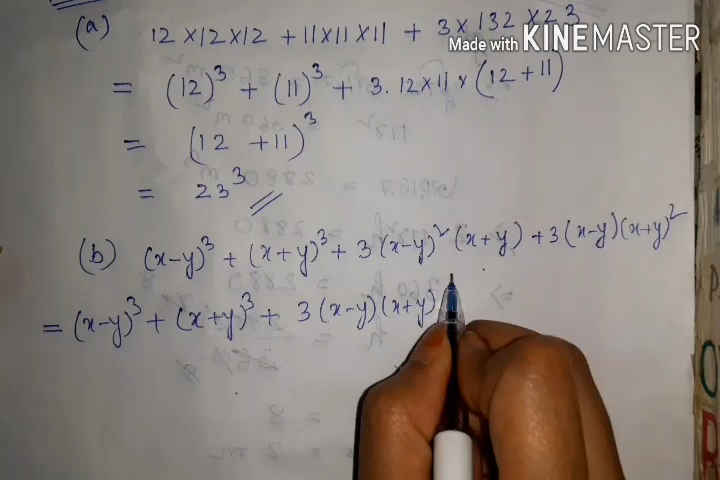 (a) 12 × 12 × 12 + 11 × 11 × 11 + 3 × 132 × 23
Made with KINEMASTER
= (12)³ + (11)³ + 3. 12 × 11 × (12 + 11)
= (12 + 11)³
= 23³
(b) (x-y)³ + (x+y)³ + 3(x-y)² (x+y) + 3(x-y)(x+y)²
= (x-y)³ + (x+y)³ + 3(x-y)(x+y)